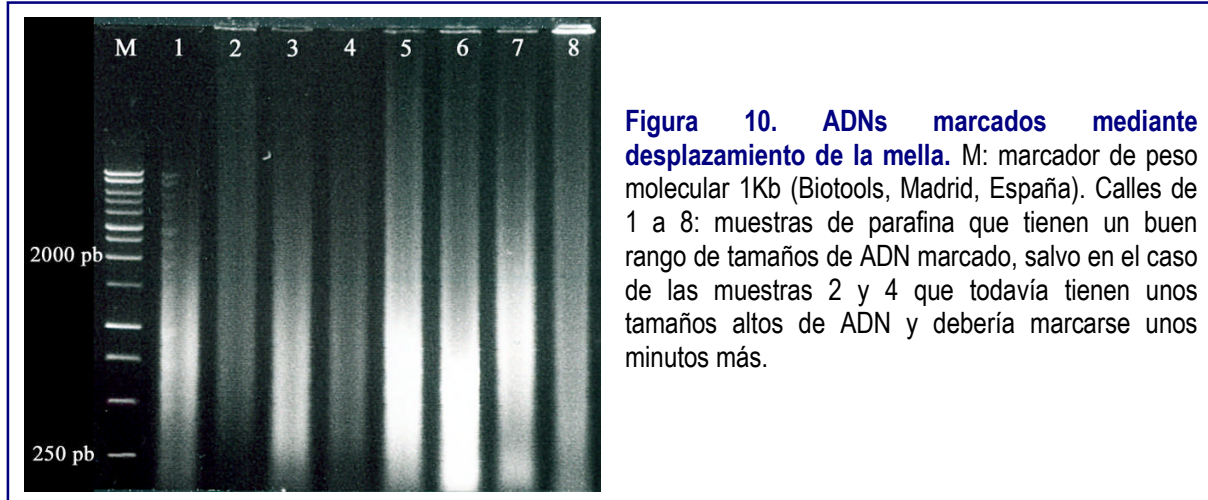 M 1 2 3 4 5 6 7 8
2000 pb
250 pb
Figura 10. ADNs marcados mediante
desplazamiento de la mella. M: marcador de peso
molecular 1Kb (Biotools, Madrid, España). Calles de
1 a 8: muestras de parafina que tienen un buen
rango de tamaños de ADN marcado, salvo en el caso
de las muestras 2 y 4 que todavía tienen unos
tamaños altos de ADN y debería marcarse unos
minutos más.